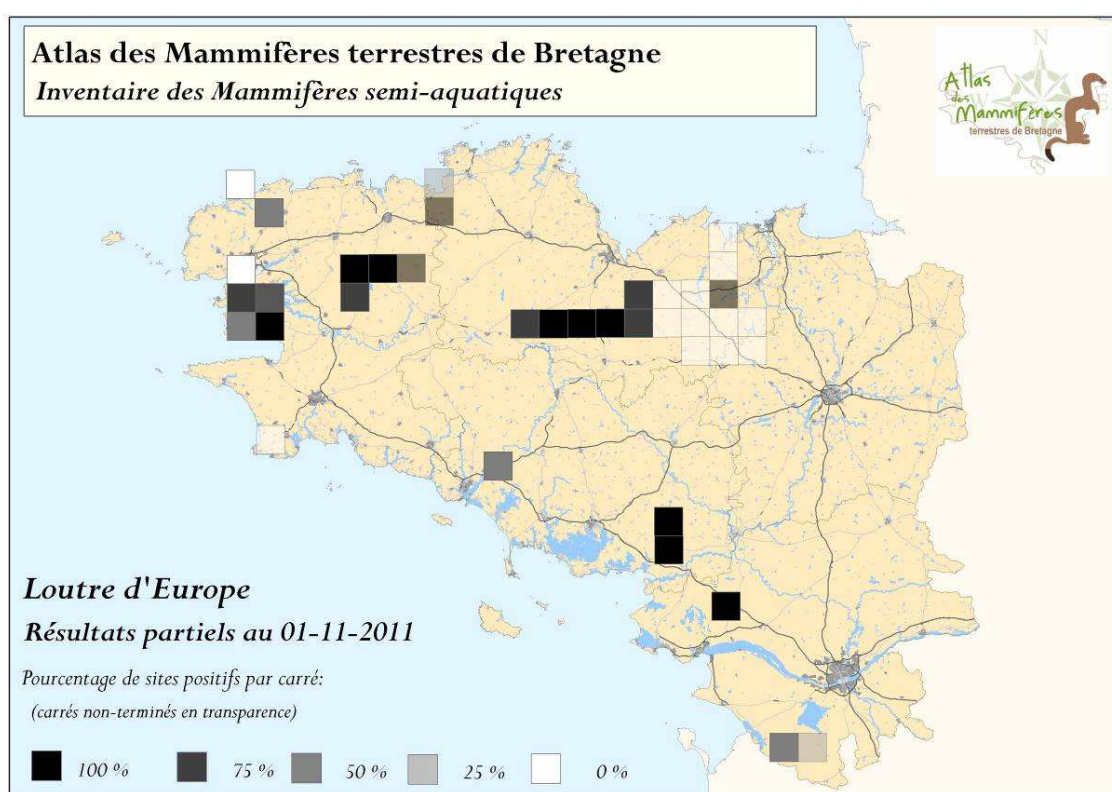 Atlas des Mammifères terrestres de Bretagne
Inventaire des Mammifères semi-aquatiques
N
W
E
Atlas
des
Mammifères
terrestres de Bretagne
Loutre d'Europe
Résultats partiels au 01-11-2011
Pourcentage de sites positifs par carré:
(carrés non-terminés en transparence)
100 % 75 % 50 % 25 % 0 %